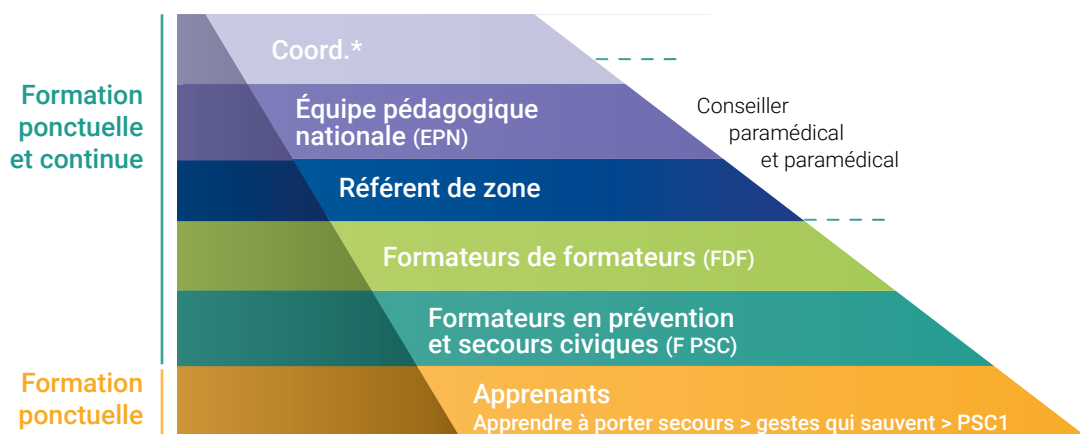 Formation
ponctuelle
et continue
Coord.*
Équipe pédagogique
nationale (EPN)
Conseiller
paramédical
et paramédical
Référent de zone
Formateurs de formateurs (FDF)
Formateurs en prévention
et secours civiques (F PSC)
Formation
ponctuelle
Apprenants
Apprendre à porter secours > gestes qui sauvent > PSC1